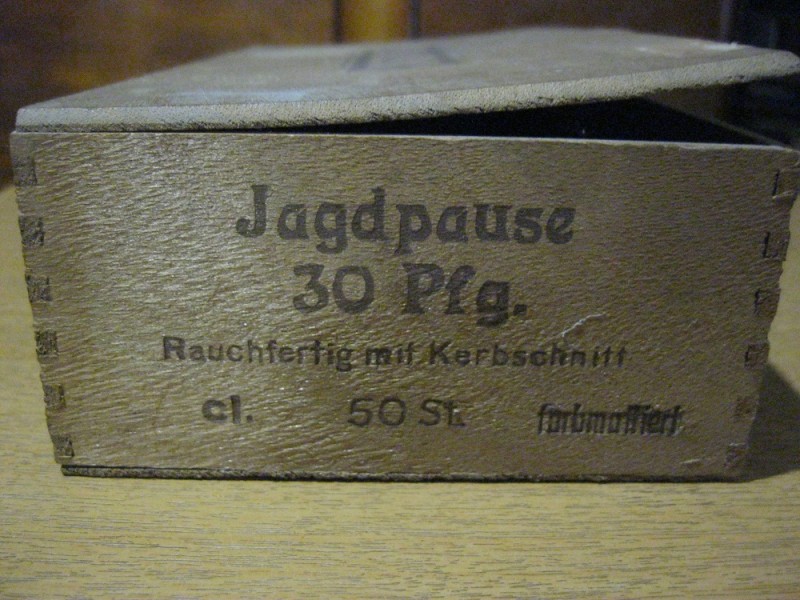 Jagdpause
30 Pfg.
Rauchfertig mit Kerbschnitt
cl. 50 St. farbmattiert